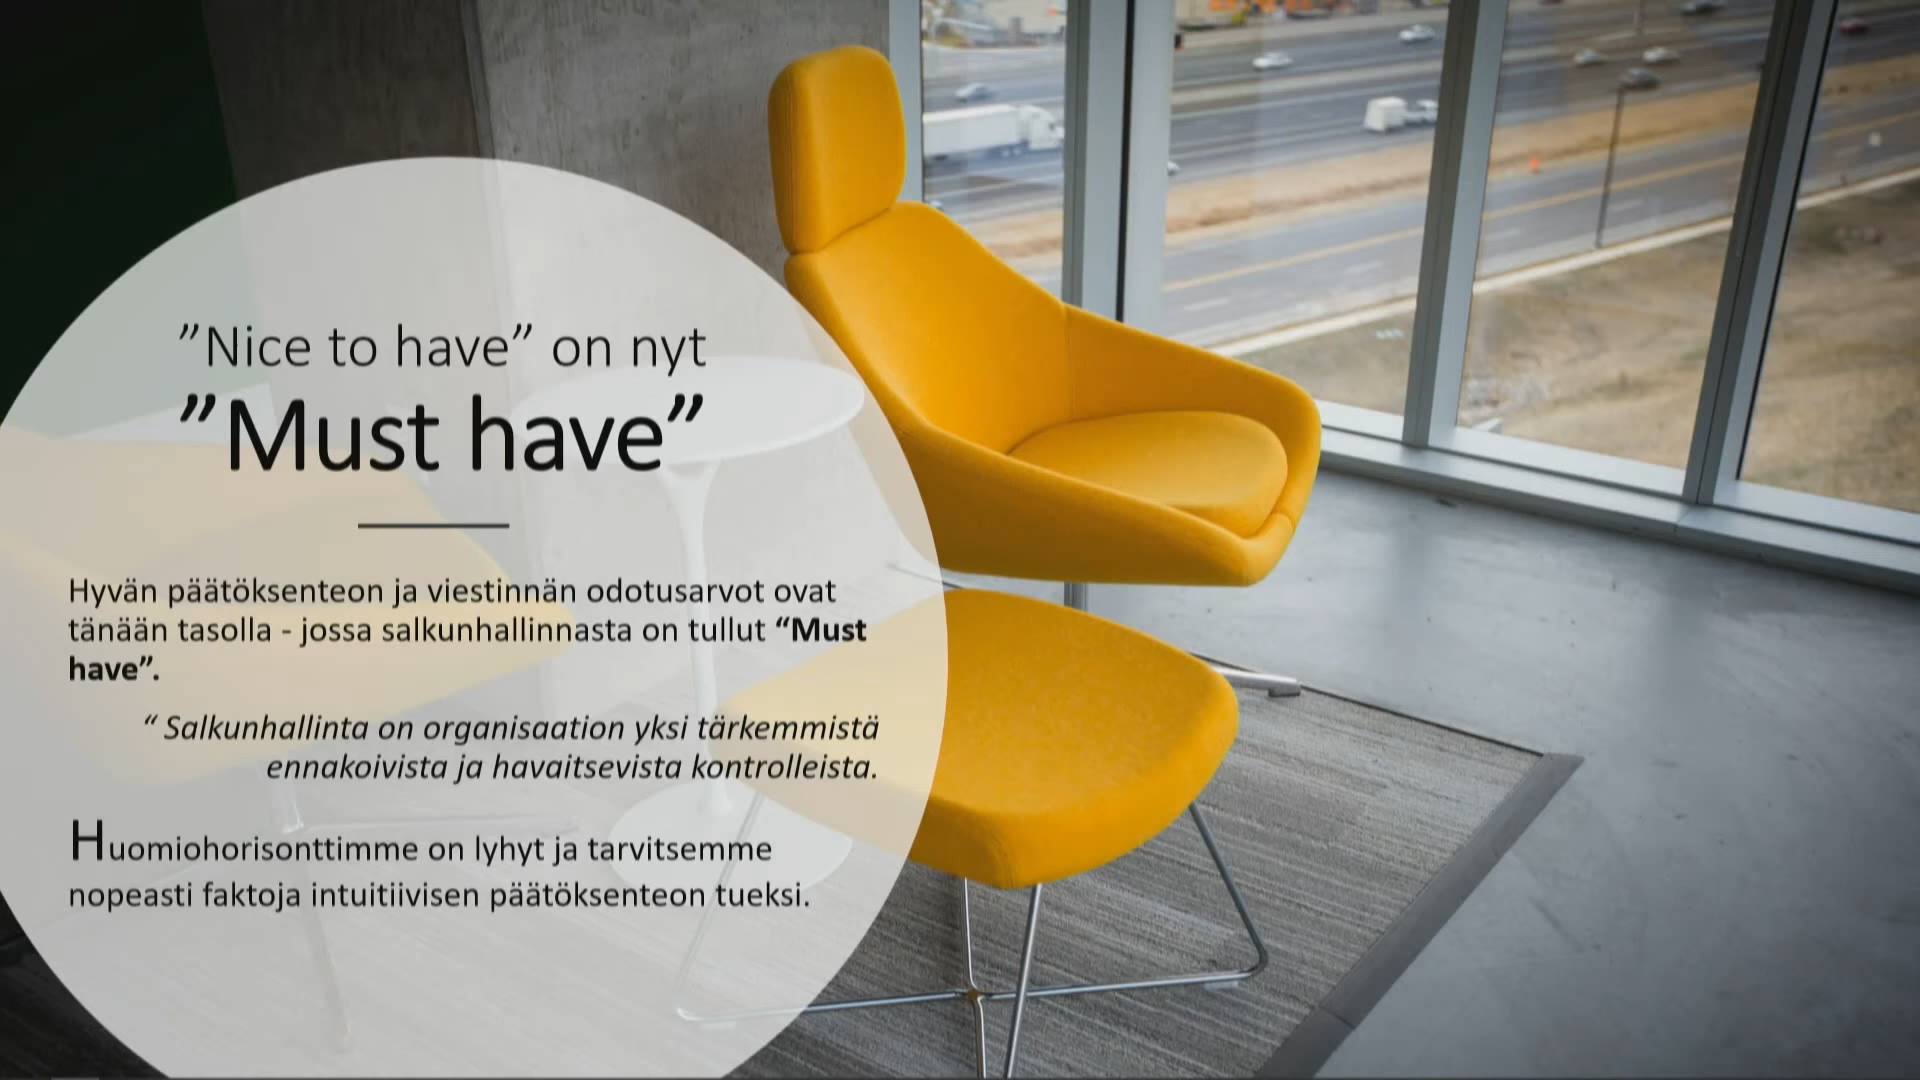 ”Nice to have” on nyt
”Must have”
Hyvän päätöksenteon ja viestinnän odotusarvot ovat
tänään tasolla - jossa salkunhallinnasta on tullut “Must
have”.
“ Salkunhallinta on organisaation yksi tärkemmistä
ennakoivista ja havaitsevista kontrolleista.
Huomiohorisonttimme on lyhyt ja tarvitsemme
nopeasti faktoja intuitiivisen päätöksenteon tueksi.